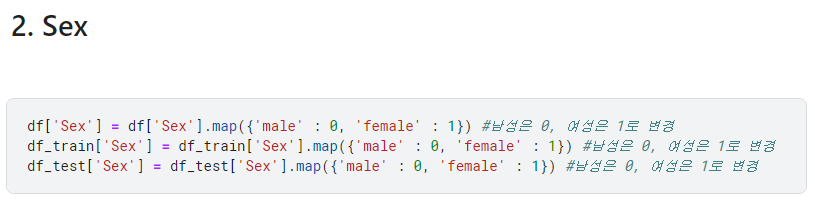 2. Sex
df['Sex'] = df['Sex'].map({'male' : 0, 'female' : 1}) #남성은 0, 여성은 1로 변경
df_train['Sex'] = df_train['Sex'].map({'male' : 0, 'female' : 1}) #남성은 0, 여성은 1로 변경
df_test['Sex'] = df_test['Sex'].map({'male' : 0, 'female' : 1}) #남성은 0, 여성은 1로 변경